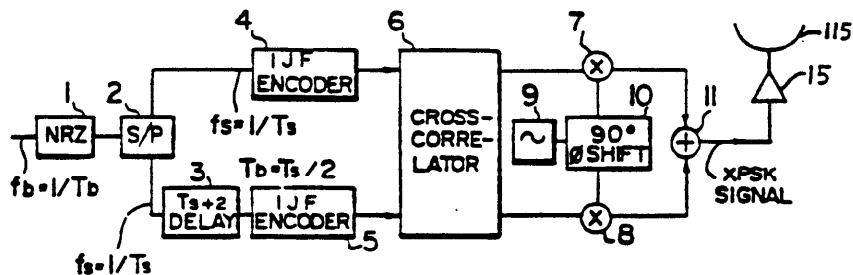 4
IJF
ENCODER
fs=1/Ts
1
NRZ
fb=1/Tb
2
S/P
3
Ts÷2
DELAY
Tb=Ts/2
IJF
ENCODER
5
fs=1/Ts
6
CROSS-
CORRE-
LATOR
7
X
9
~
10
90°
ØSHIFT
X
8
11
+
XPSK
SIGNAL
15
115